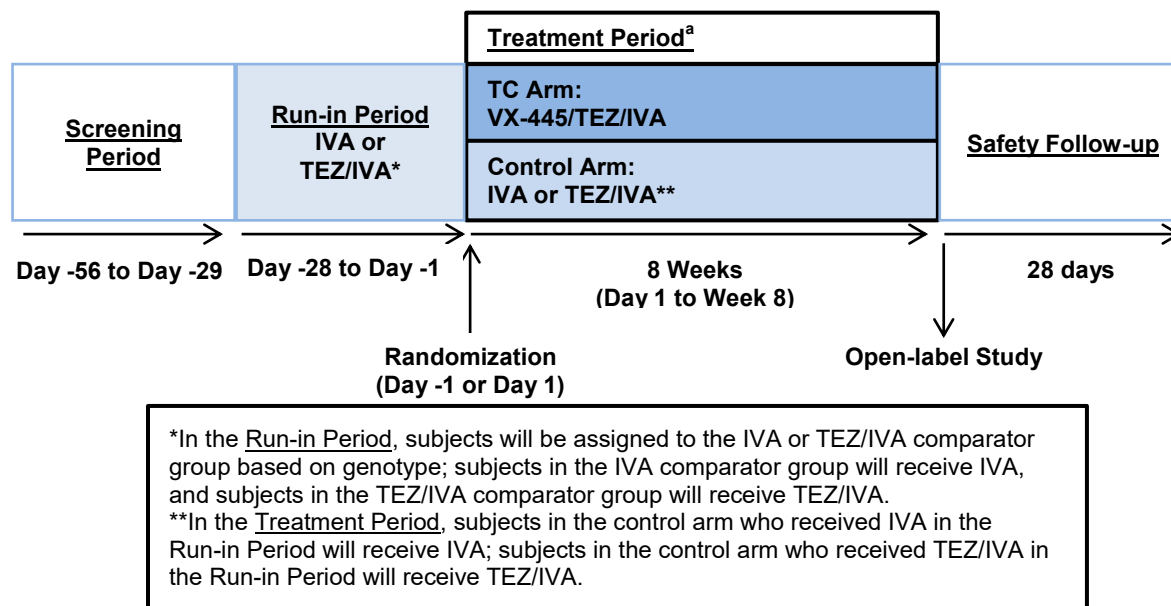 Treatment Periodᵃ
Screening
Period
Run-in Period
IVA or
TEZ/IVA*
TC Arm:
VX-445/TEZ/IVA
Control Arm:
IVA or TEZ/IVA**
Safety Follow-up
Day -56 to Day -29
Day -28 to Day -1
8 Weeks
(Day 1 to Week 8)
28 days
Randomization
(Day -1 or Day 1)
Open-label Study
*In the Run-in Period, subjects will be assigned to the IVA or TEZ/IVA comparator
group based on genotype; subjects in the IVA comparator group will receive IVA,
and subjects in the TEZ/IVA comparator group will receive TEZ/IVA.
**In the Treatment Period, subjects in the control arm who received IVA in the
Run-in Period will receive IVA; subjects in the control arm who received TEZ/IVA in
the Run-in Period will receive TEZ/IVA.